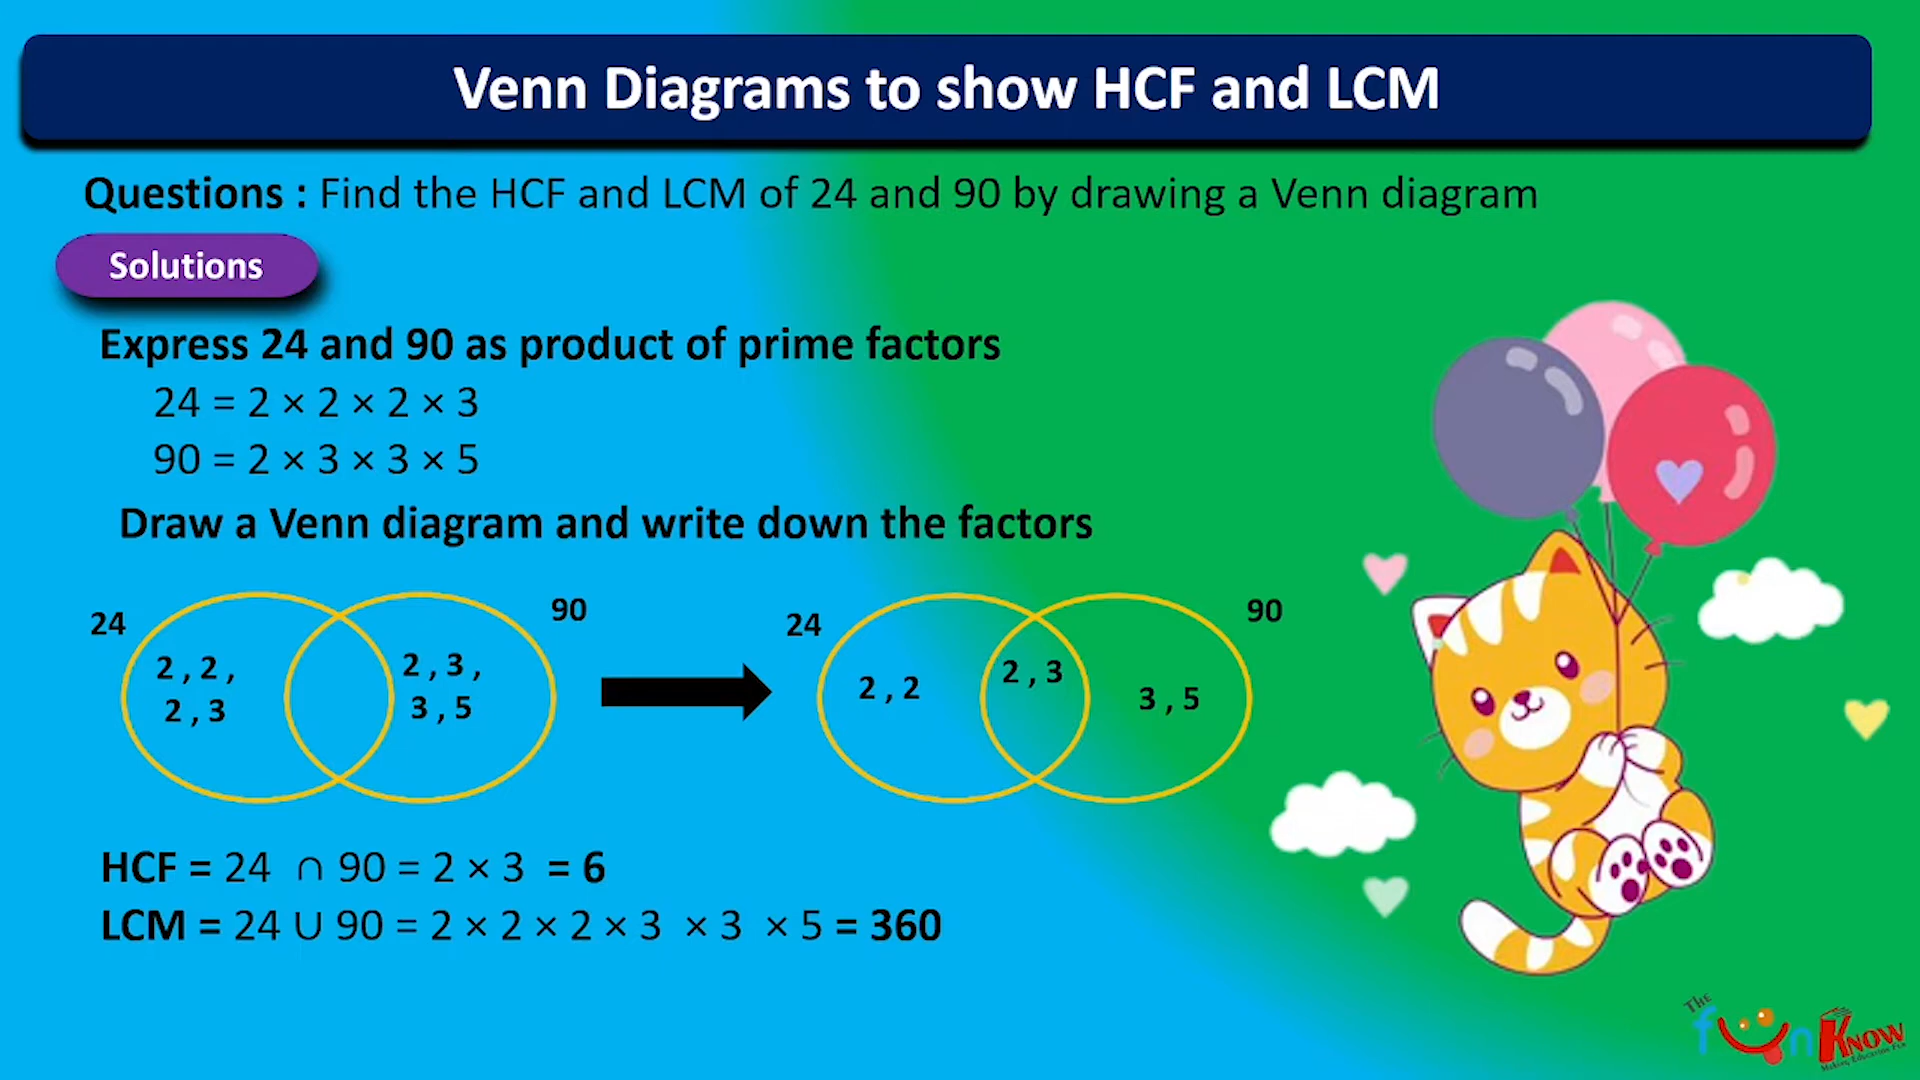 Venn Diagrams to show HCF and LCM
Questions : Find the HCF and LCM of 24 and 90 by drawing a Venn diagram
Solutions
Express 24 and 90 as product of prime factors
24 = 2 × 2 × 2 × 3
90 = 2 × 3 × 3 × 5
Draw a Venn diagram and write down the factors
24
90
2 , 2 ,
2 , 3
2 , 3 ,
3 , 5
24
90
2 , 2
2 , 3
3 , 5
HCF = 24 ∩ 90 = 2 × 3 = 6
LCM = 24 ∪ 90 = 2 × 2 × 2 × 3 × 3 × 5 = 360
The
fun Know
Making Education Fun